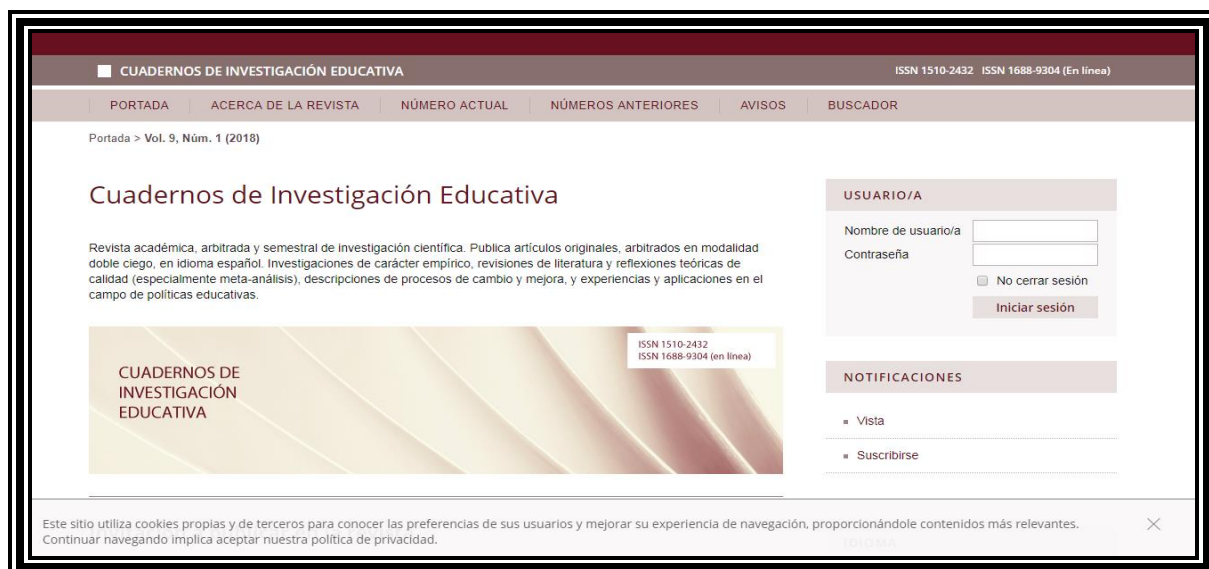 CUADERNOS DE INVESTIGACIÓN EDUCATIVA
ISSN 1510-2432 ISSN 1688-9304 (En línea)
PORTADA ACERCA DE LA REVISTA NÚMERO ACTUAL NÚMEROS ANTERIORES AVISOS BUSCADOR
Portada > Vol. 9, Núm. 1 (2018)
Cuadernos de Investigación Educativa
Revista académica, arbitrada y semestral de investigación científica. Publica artículos originales, arbitrados en modalidad
doble ciego, en idioma español. Investigaciones de carácter empírico, revisiones de literatura y reflexiones teóricas de
calidad (especialmente meta-análisis), descripciones de procesos de cambio y mejora, y experiencias y aplicaciones en el
campo de políticas educativas.
ISSN 1510-2432
ISSN 1688-9304 (en línea)
CUADERNOS DE
INVESTIGACIÓN
EDUCATIVA
USUARIO/A
Nombre de usuario/a
Contraseña
No cerrar sesión
Iniciar sesión
NOTIFICACIONES
Vista
Suscribirse
IDIOMA
Este sitio utiliza cookies propias y de terceros para conocer las preferencias de sus usuarios y mejorar su experiencia de navegación, proporcionándole contenidos más relevantes.
Continuar navegando implica aceptar nuestra política de privacidad.